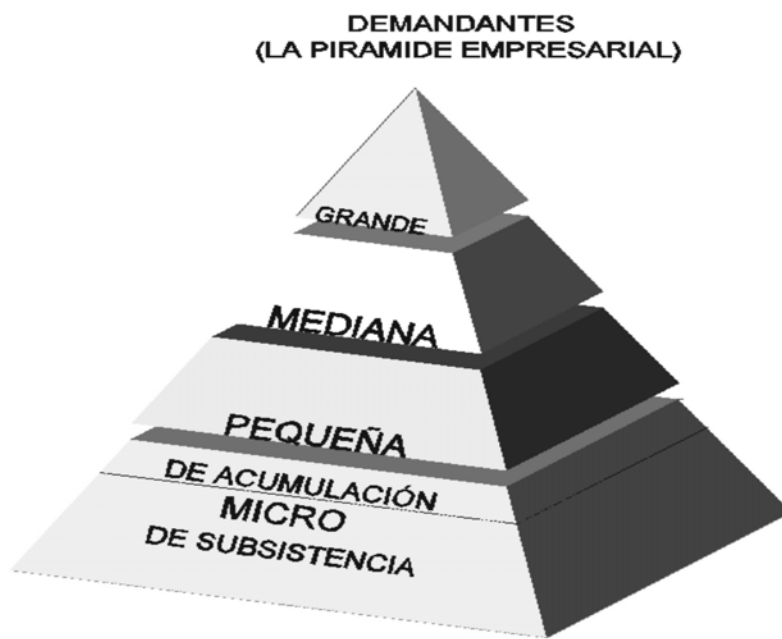 DEMANDANTES
(LA PIRAMIDE EMPRESARIAL)
GRANDE
MEDIANA
PEQUEÑA
DE ACUMULACIÓN
MICRO
DE SUBSISTENCIA